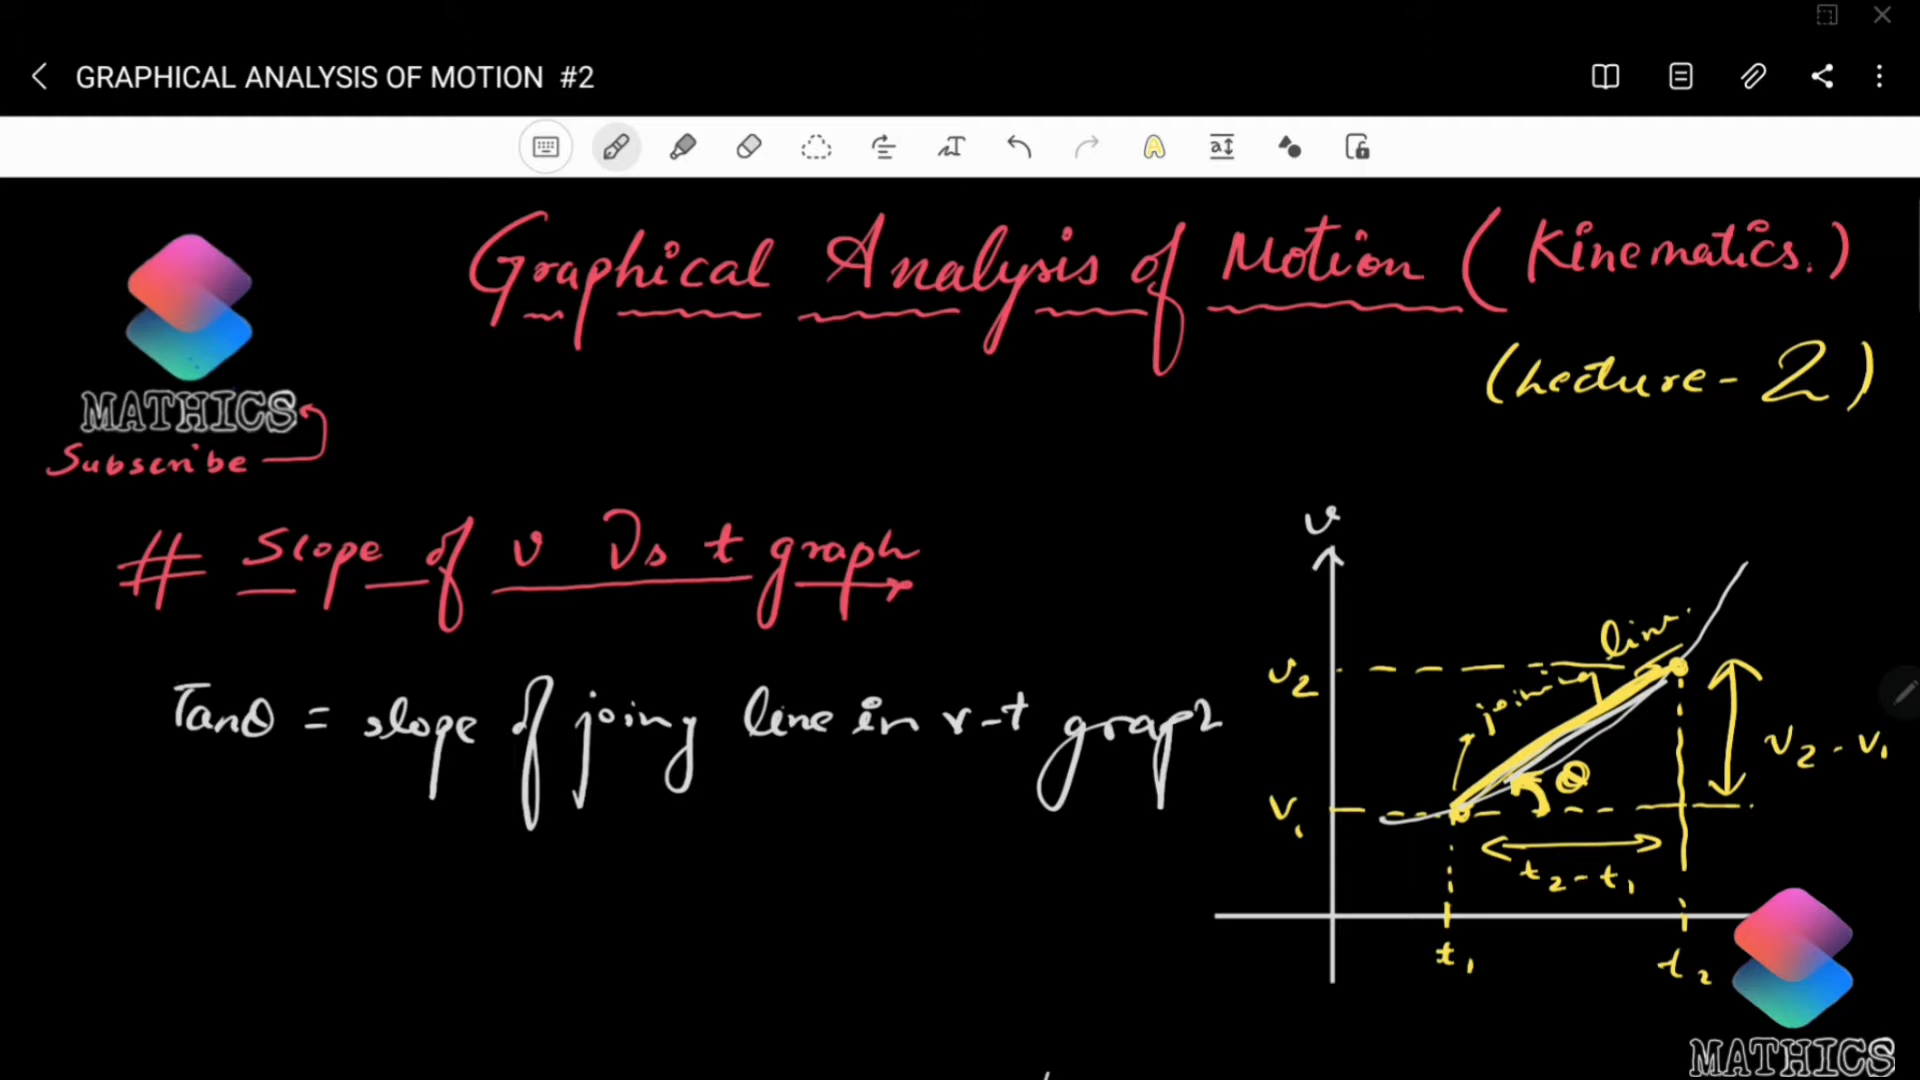 GRAPHICAL ANALYSIS OF MOTION #2
Graphical Analysis of Motion (Kinematics.)
(Lecture-2)
MATHICS
Subscribe
# Slope of v Vs t graph
Tanθ = slope of joing line in v-t graph
v
v2
joining line
v2-v1
θ
v1
t2-t1
t1
t2
MATHICS